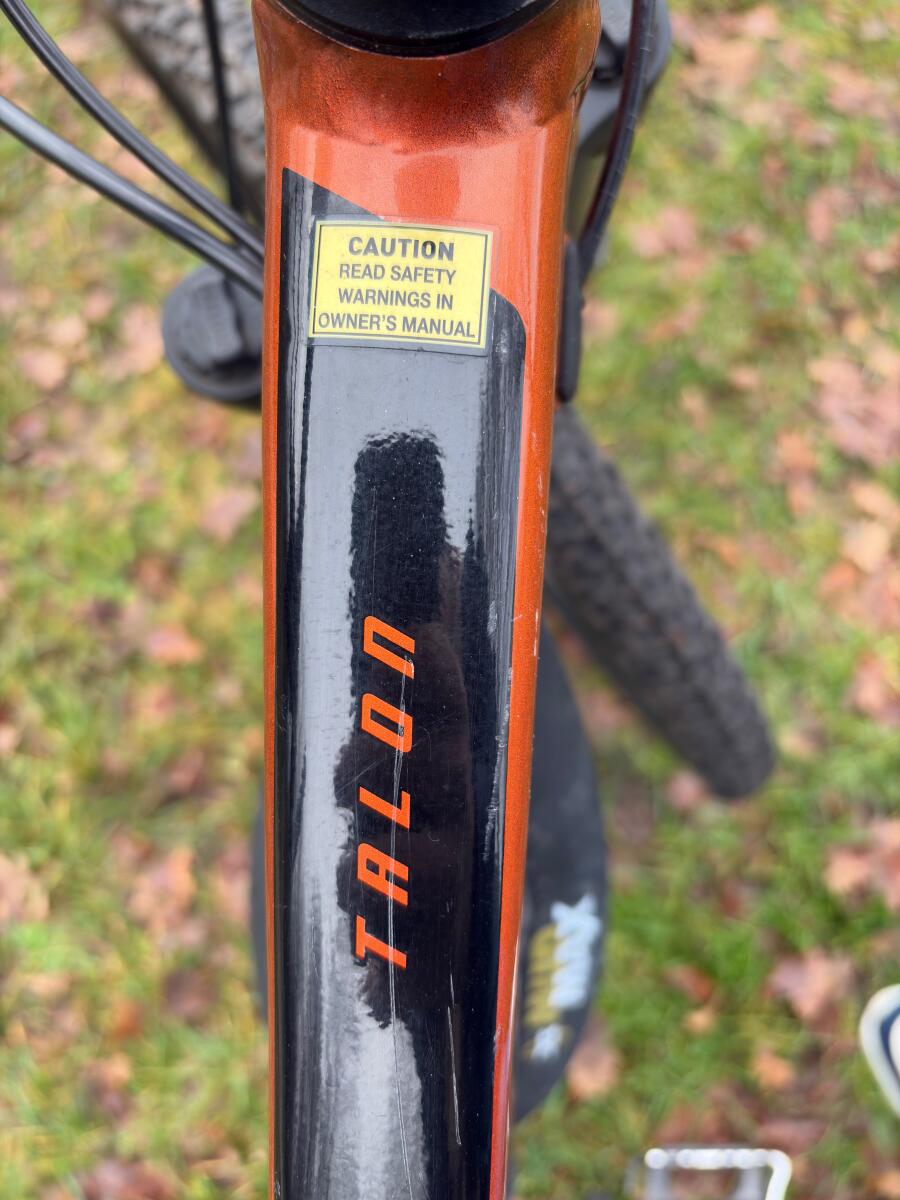 CAUTION
READ SAFETY
WARNINGS IN
OWNER'S MANUAL
TALON